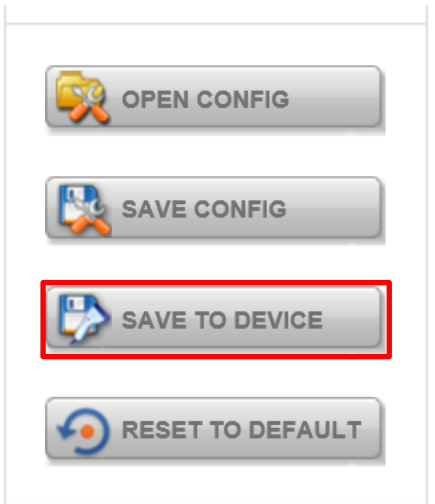 OPEN CONFIG
SAVE CONFIG
SAVE TO DEVICE
RESET TO DEFAULT